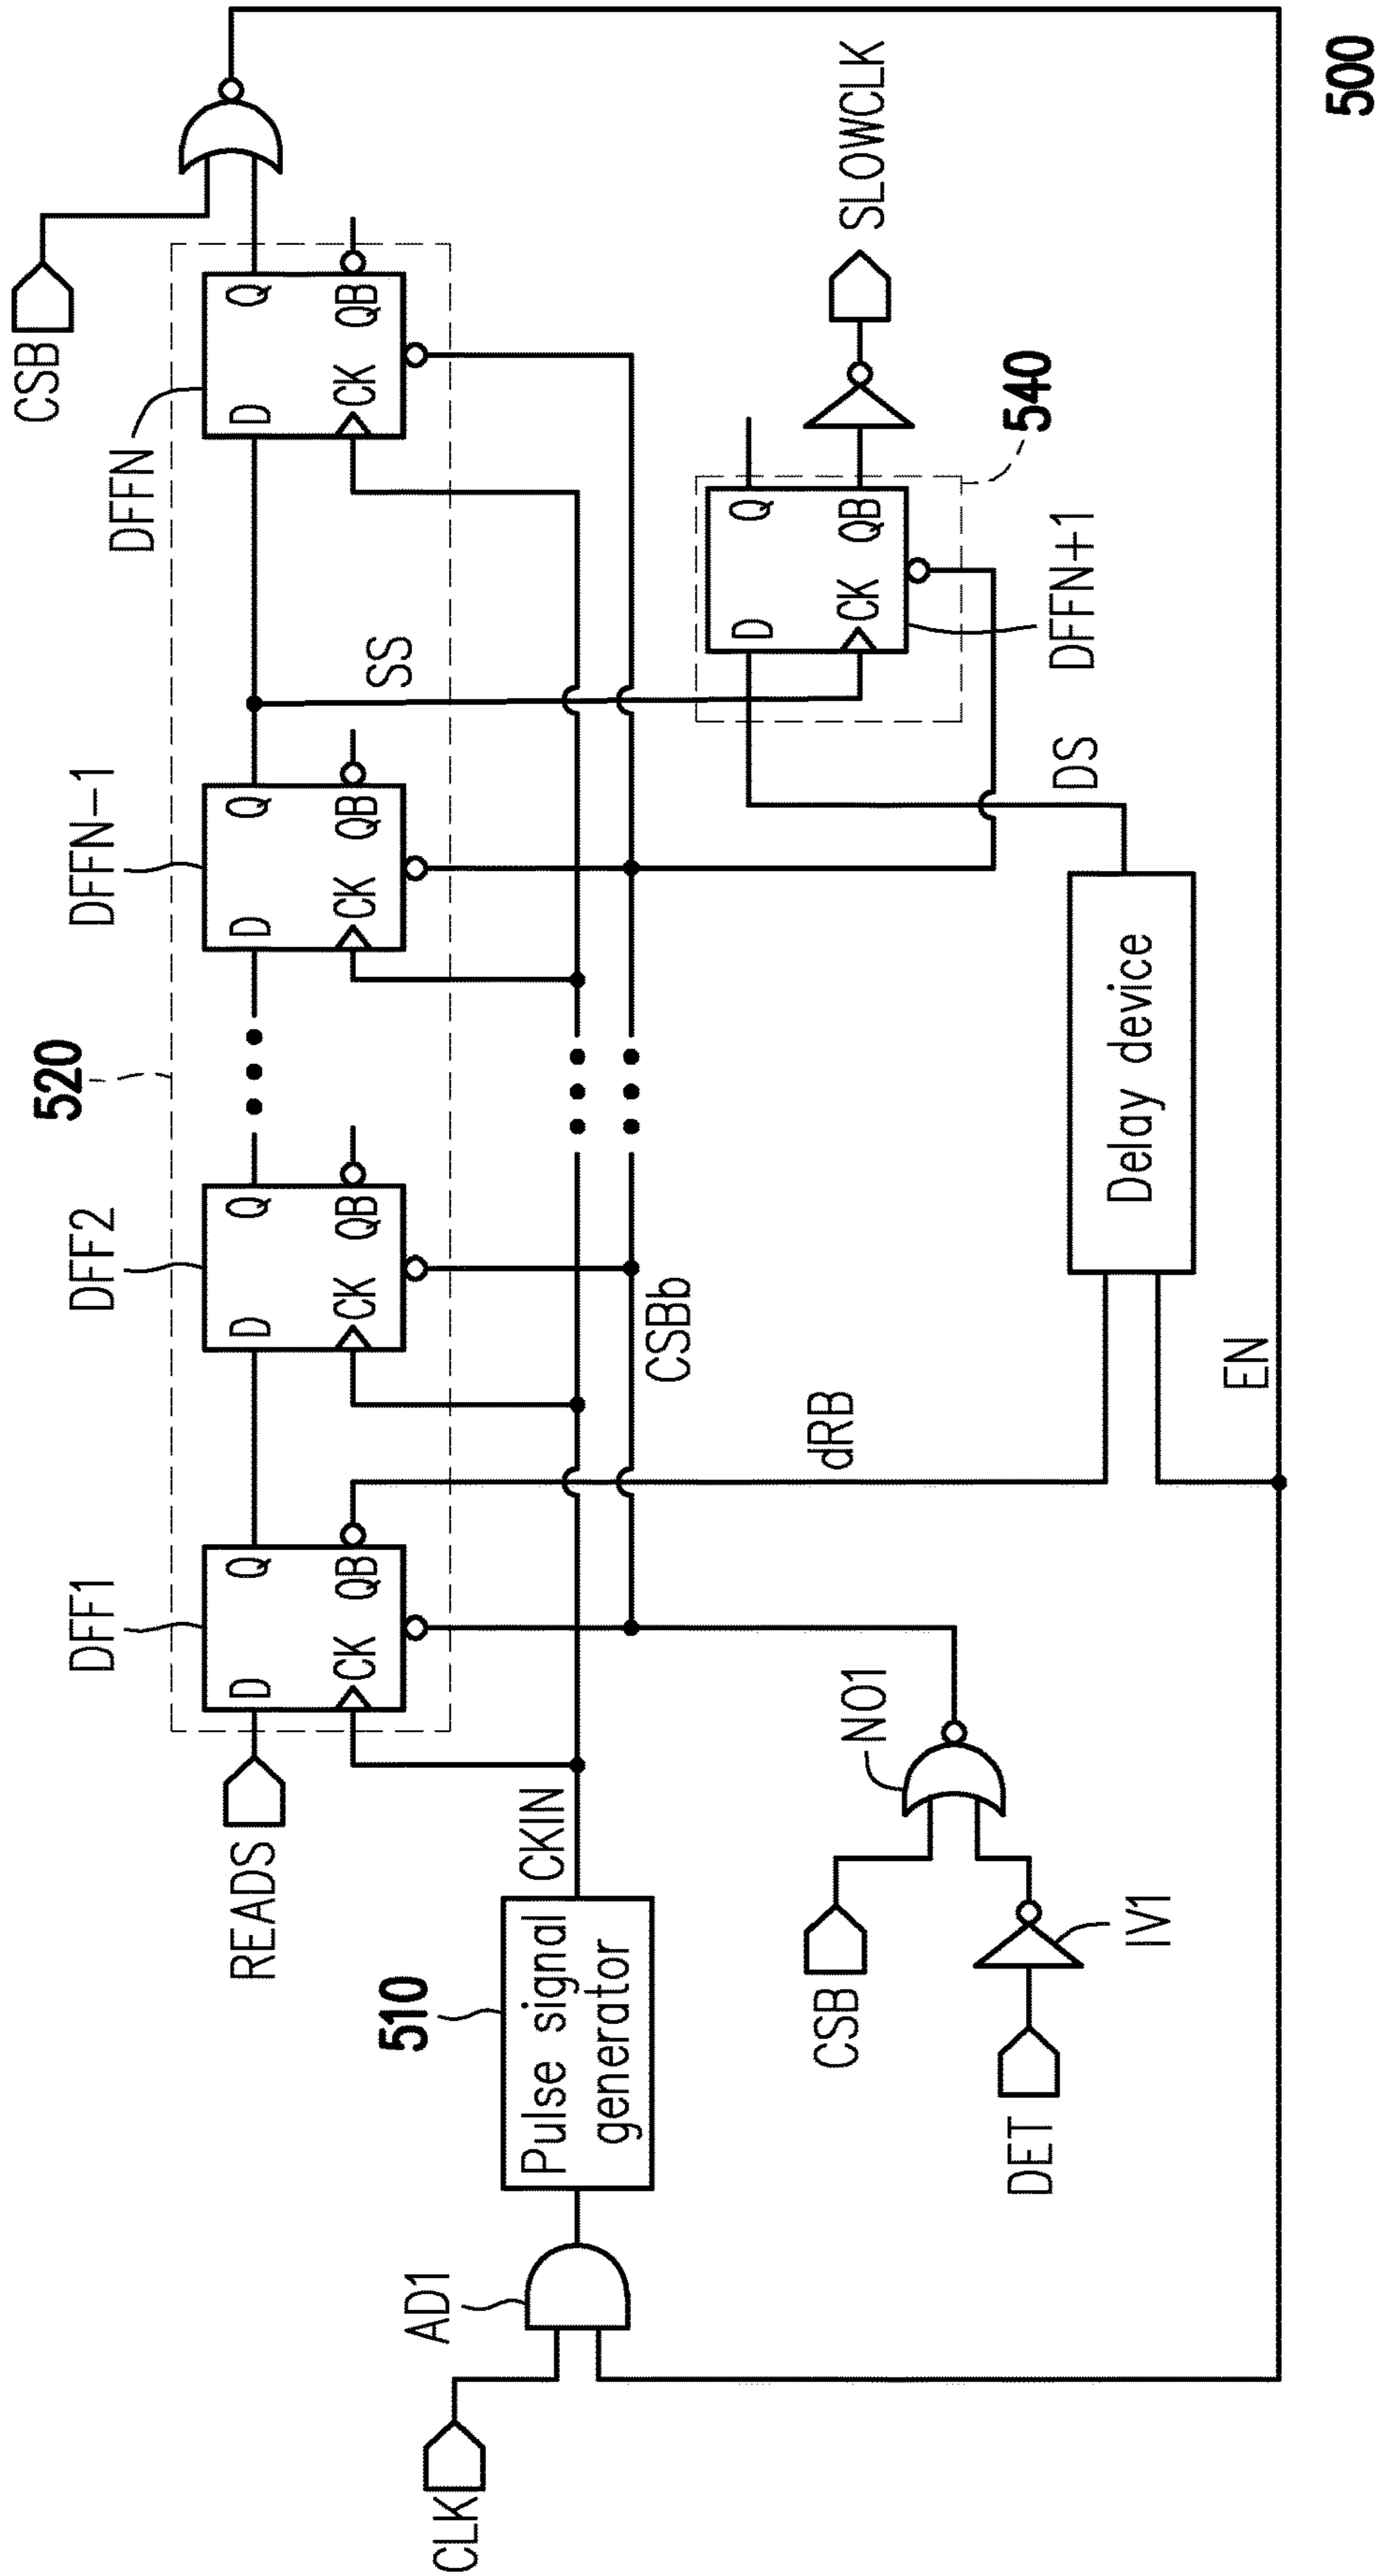 CLK
AD1
510
Pulse signal
generator
CKIN
READS
DFF1
D
Q
CK
QB
DFF2
D
Q
CK
QB
520
DFFN-1
D
Q
CK
QB
SS
DFFN
D
Q
CK
QB
CSB
CSBb
dRB
CSB
NO1
DET
IV1
Delay device
EN
DS
D
Q
CK
QB
540
DFFN+1
SLOWCLK
500